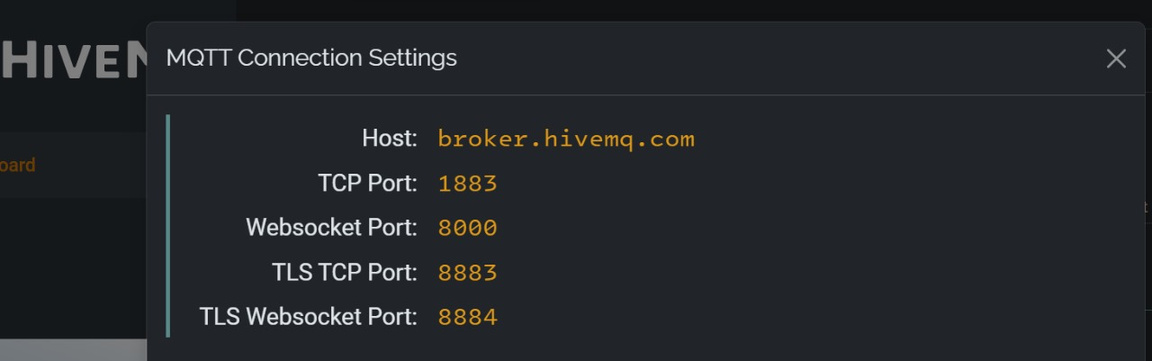 HIVEM
MQTT Connection Settings
oard
Host: broker.hivemq.com
TCP Port: 1883
Websocket Port: 8000
TLS TCP Port: 8883
TLS Websocket Port: 8884